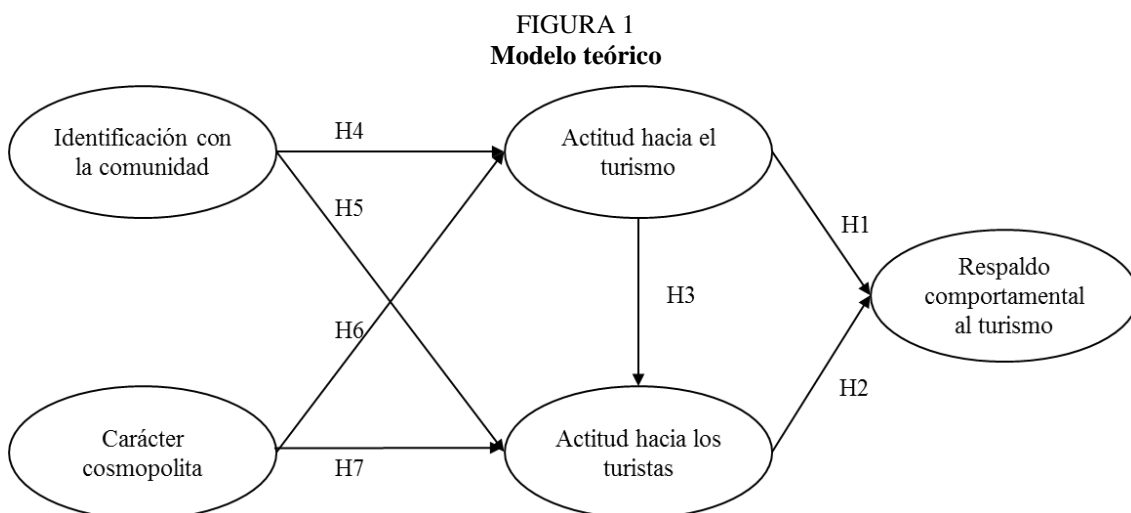 FIGURA 1
Modelo teórico
Identificación con
la comunidad
H4
Actitud hacia el
turismo
H5
H1
H3
Respaldo
comportamental
al turismo
H6
H2
Carácter
cosmopolita
H7
Actitud hacia los
turistas